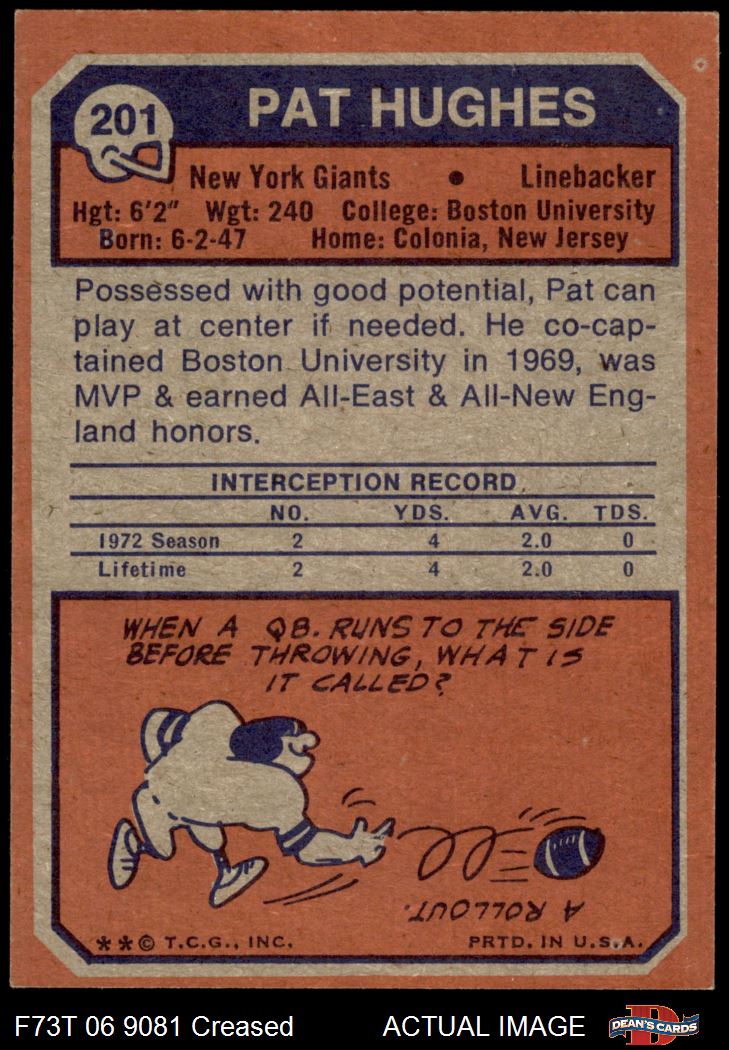 201
PAT HUGHES
New York Giants • Linebacker
Hgt: 6'2" Wgt: 240 College: Boston University
Born: 6-2-47 Home: Colonia, New Jersey
Possessed with good potential, Pat can
play at center if needed. He co-cap-
tained Boston University in 1969, was
MVP & earned All-East & All-New Eng-
land honors.
INTERCEPTION RECORD
NO. YDS. AVG. TDS.
1972 Season 2 4 2.0 0
Lifetime 2 4 2.0 0
WHEN A QB. RUNS TO THE SIDE
BEFORE THROWING, WHAT IS
IT CALLED?
A ROLLOUT.
**© T.C.G., INC. PRTD. IN U.S.A.
F73T 06 9081 Creased ACTUAL IMAGE
D
DEAN'S CARDS